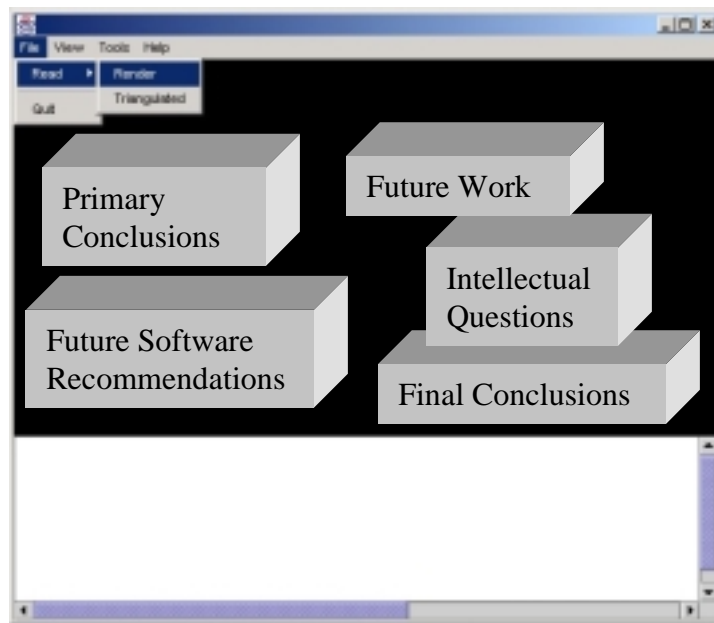 File View Tools Help
Read Render
Triangulated
Quit
Primary
Conclusions
Future Work
Intellectual
Questions
Future Software
Recommendations
Final Conclusions